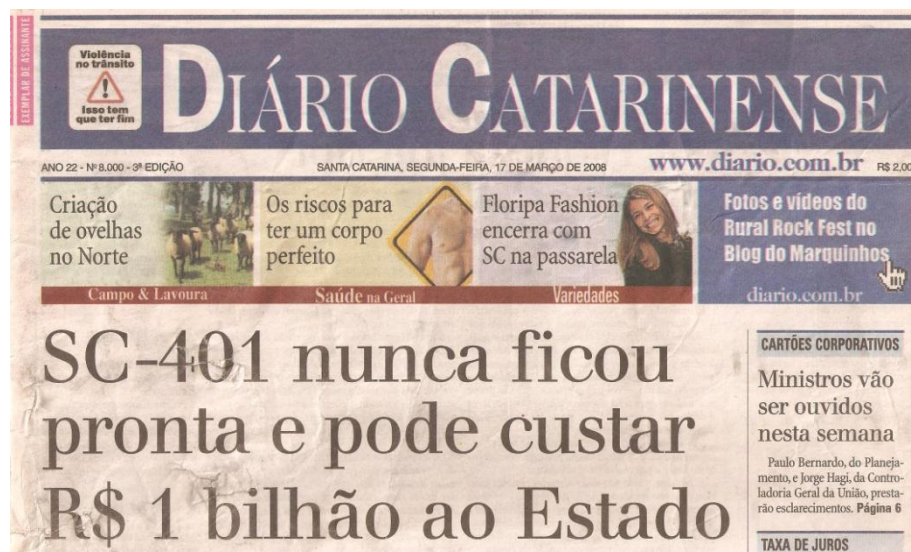 EXEMPLAR DE ASSINANTE
Violência
no trânsito
Isso tem
que ter fim
DIÁRIO CATARINENSE
ANO 22 - Nº 8.000 - 3ª EDIÇÃO
SANTA CATARINA, SEGUNDA-FEIRA, 17 DE MARÇO DE 2008
www.diario.com.br
R$ 2,00
Criação
de ovelhas
no Norte
Campo & Lavoura
Os riscos para
ter um corpo
perfeito
Saúde na Geral
Floripa Fashion
encerra com
SC na passarela
Variedades
Fotos e vídeos do
Rural Rock Fest no
Blog do Marquinhos
diario.com.br
SC-401 nunca ficou
pronta e pode custar
R$ 1 bilhão ao Estado
CARTÕES CORPORATIVOS
Ministros vão
ser ouvidos
nesta semana
Paulo Bernardo, do Planeja-
mento, e Jorge Hagi, da Contro-
ladoria Geral da União, presta-
rão esclarecimentos. Página 6
TAXA DE JUROS